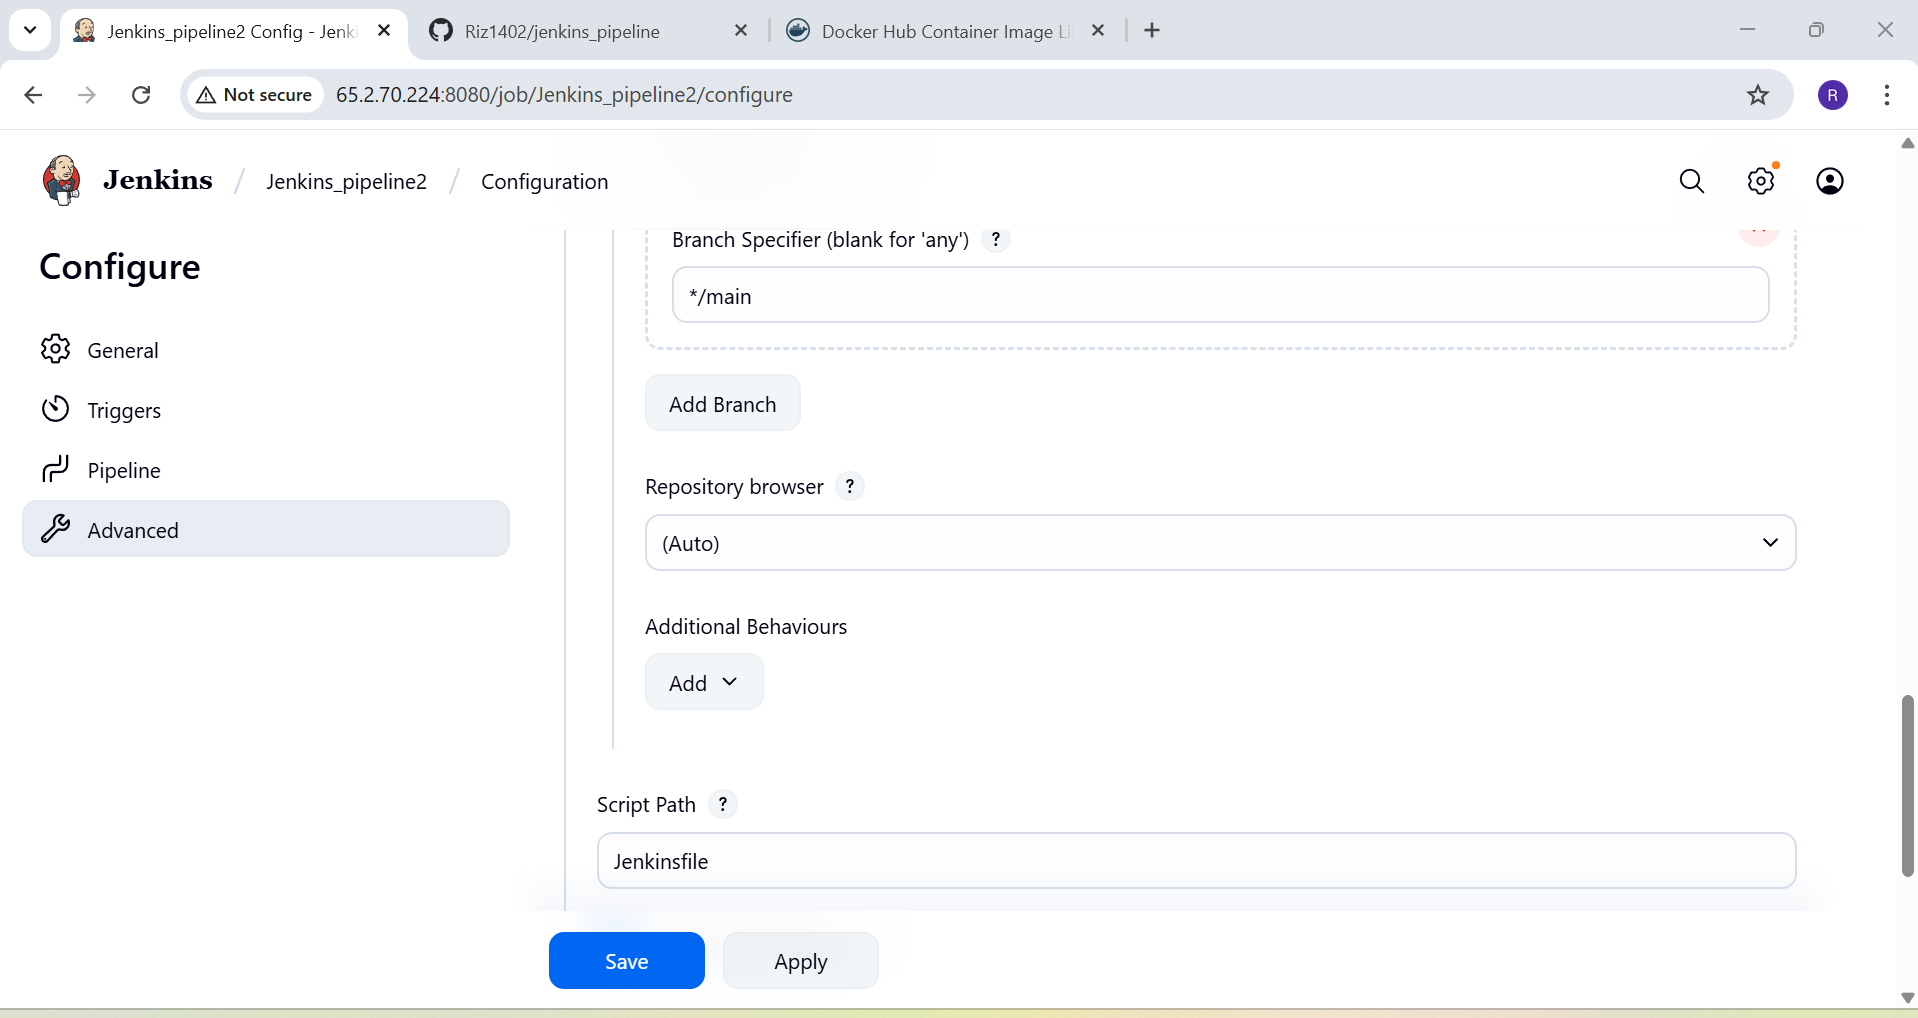 Jenkins_pipeline2 Config - Jenki
Riz1402/jenkins_pipeline
Docker Hub Container Image Li
Not secure
65.2.70.224:8080/job/Jenkins_pipeline2/configure
R
Jenkins / Jenkins_pipeline2 / Configuration
Configure
General
Triggers
Pipeline
Advanced
Branch Specifier (blank for 'any') ?
*/main
Add Branch
Repository browser ?
(Auto)
Additional Behaviours
Add
Script Path ?
Jenkinsfile
Save
Apply